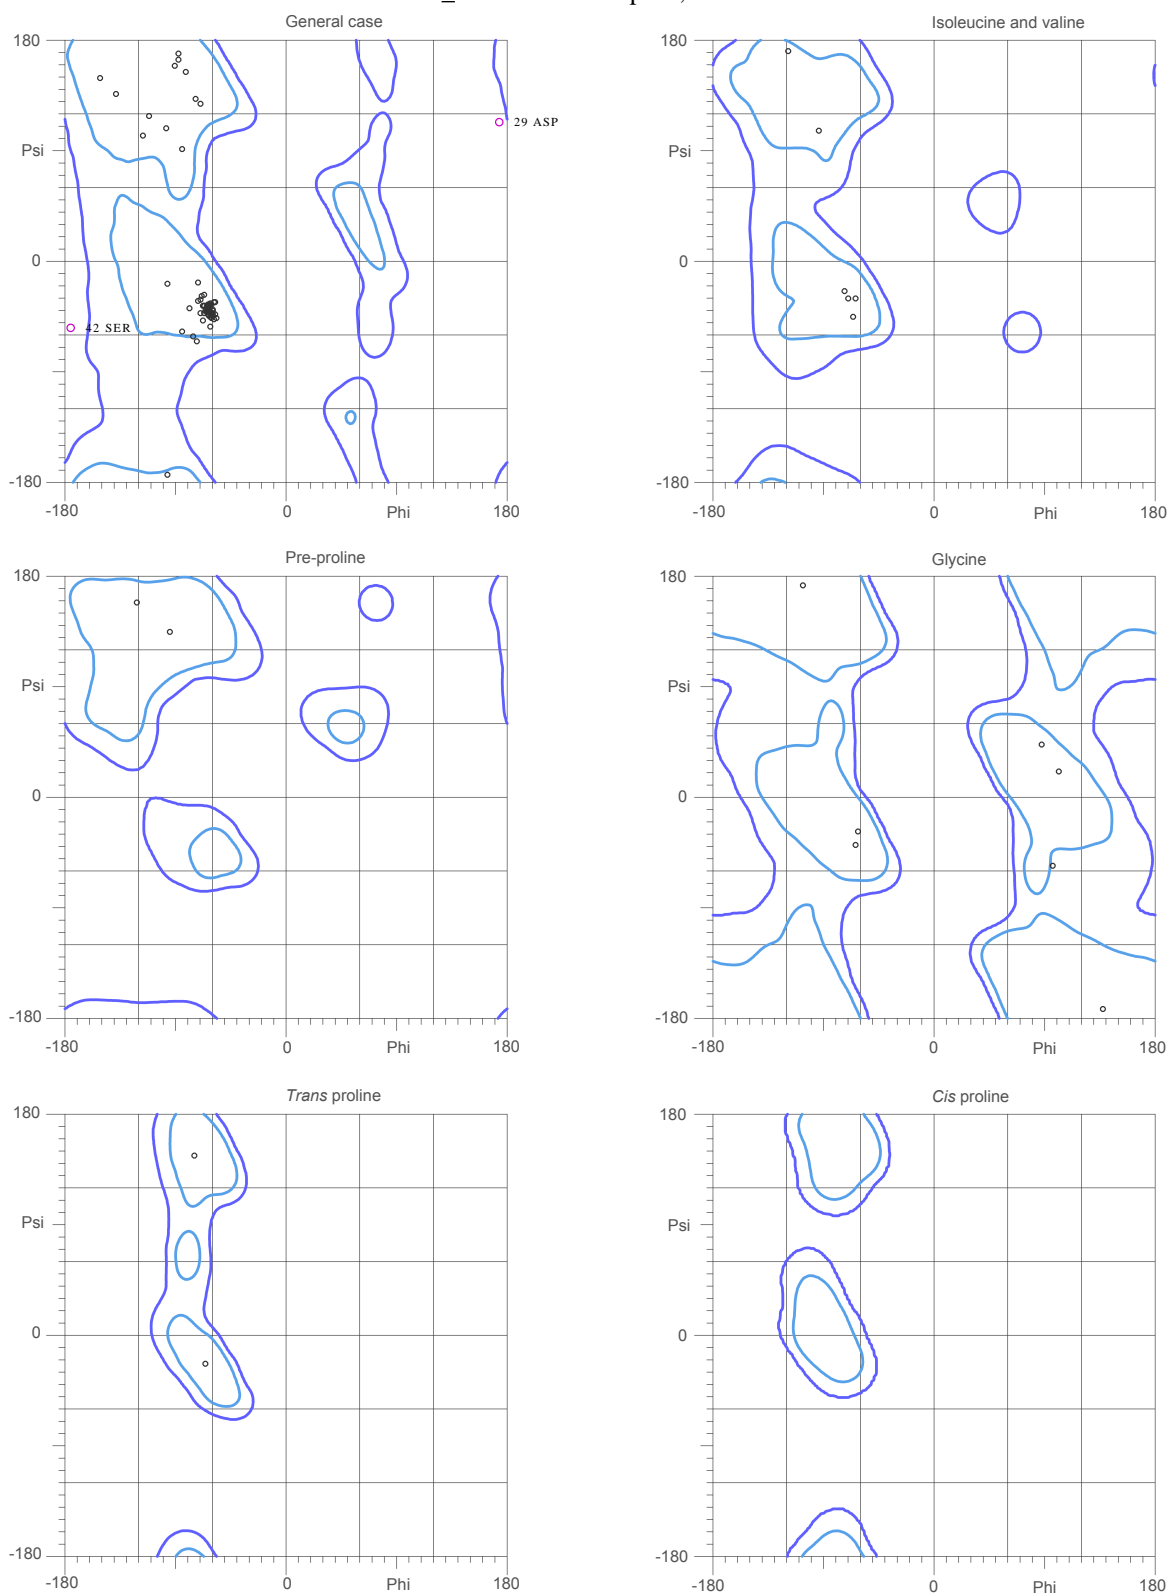 General case
Isoleucine and valine
180
180
29 ASP
Psi
Psi
0
0
42 SER
-180
-180
-180
0
Phi
180
-180
0
Phi
180
Pre-proline
Glycine
180
180
Psi
Psi
0
0
-180
-180
-180
0
Phi
180
-180
0
Phi
180
Trans proline
Cis proline
180
180
Psi
Psi
0
0
-180
-180
-180
0
Phi
180
-180
0
Phi
180